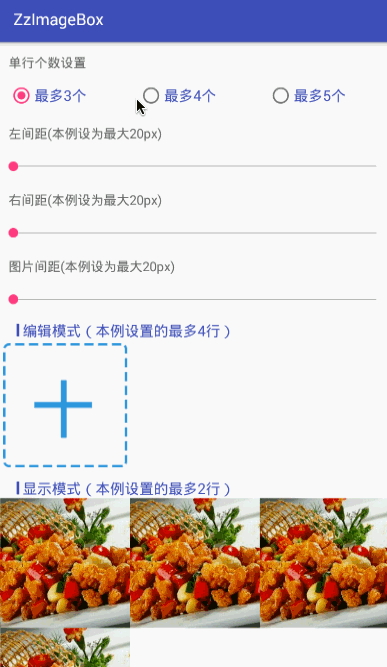 ZzImageBox
单行个数设置
最多3个 最多4个 最多5个
左间距(本例设为最大20px)
右间距(本例设为最大20px)
图片间距(本例设为最大20px)
编辑模式（本例设置的最多4行）
显示模式（本例设置的最多2行）